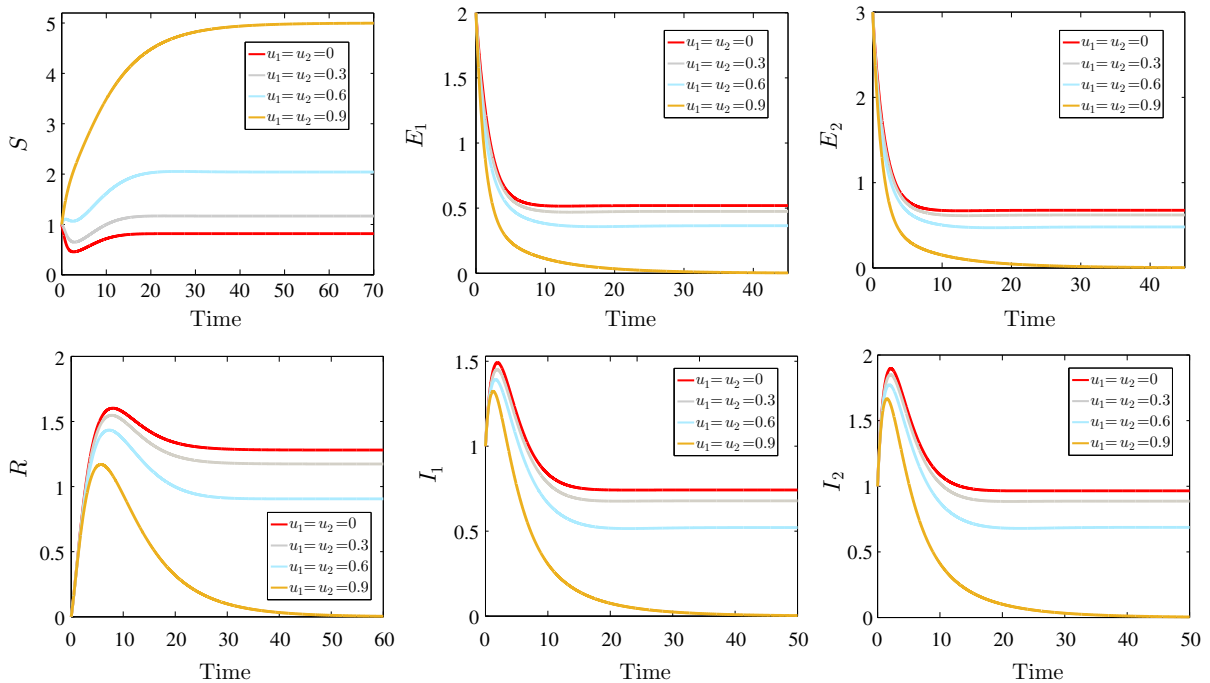 5
4
3
2
1
0
S
0 10 20 30 40 50 60 70
Time
u₁= u₂=0
u₁= u₂=0.3
u₁= u₂=0.6
u₁= u₂=0.9
2
1.5
1
0.5
0
E₁
0 10 20 30 40
Time
u₁= u₂=0
u₁= u₂=0.3
u₁= u₂=0.6
u₁= u₂=0.9
3
2
1
0
E₂
0 10 20 30 40
Time
u₁= u₂=0
u₁= u₂=0.3
u₁= u₂=0.6
u₁= u₂=0.9
2
1.5
1
0.5
0
R
0 10 20 30 40 50 60
Time
u₁= u₂=0
u₁= u₂=0.3
u₁= u₂=0.6
u₁= u₂=0.9
1.5
1
0.5
0
I₁
0 10 20 30 40 50
Time
u₁= u₂=0
u₁= u₂=0.3
u₁= u₂=0.6
u₁= u₂=0.9
2
1.5
1
0.5
0
I₂
0 10 20 30 40 50
Time
u₁= u₂=0
u₁= u₂=0.3
u₁= u₂=0.6
u₁= u₂=0.9